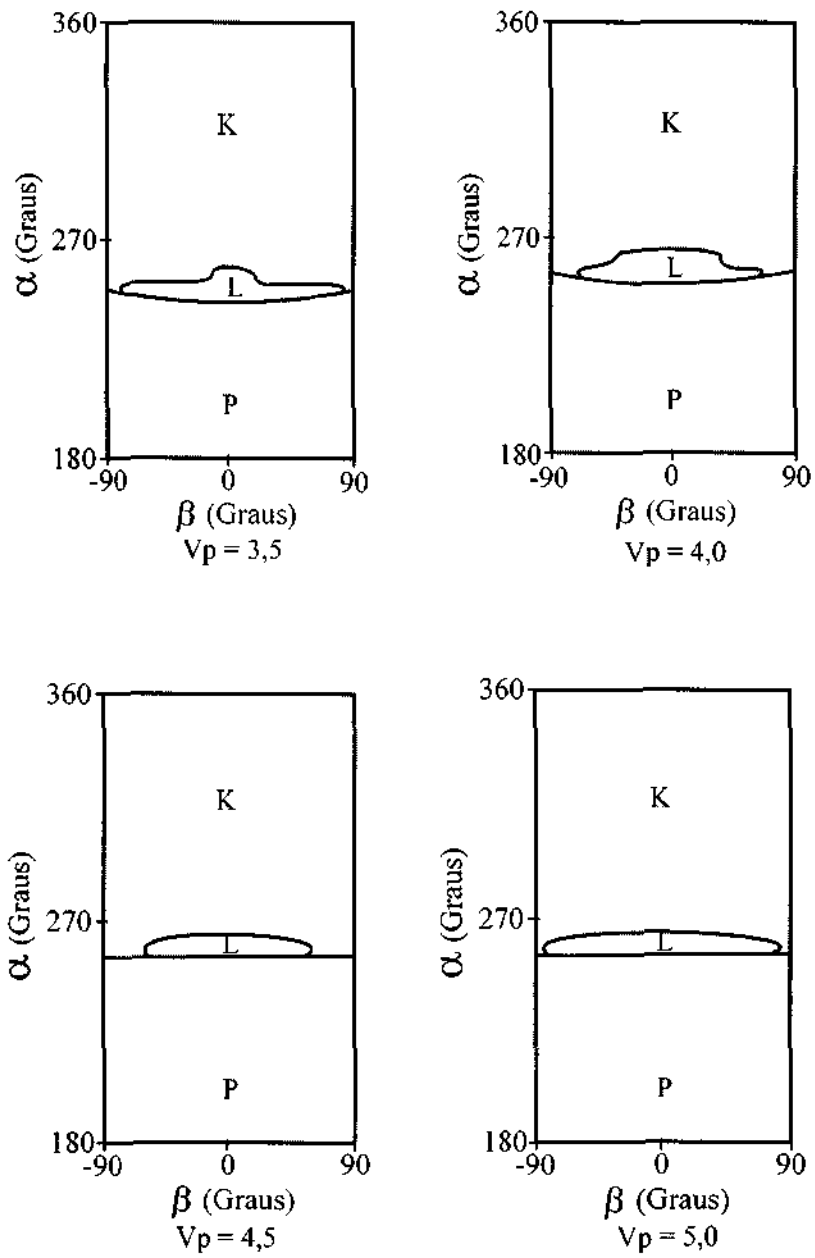 360
K
α (Graus)
270
L
P
180
-90
0
90
β (Graus)
Vp = 3,5
360
K
α (Graus)
270
L
P
180
-90
0
90
β (Graus)
Vp = 4,0
360
K
α (Graus)
270
L
P
180
-90
0
90
β (Graus)
Vp = 4,5
360
K
α (Graus)
270
L
P
180
-90
0
90
β (Graus)
Vp = 5,0